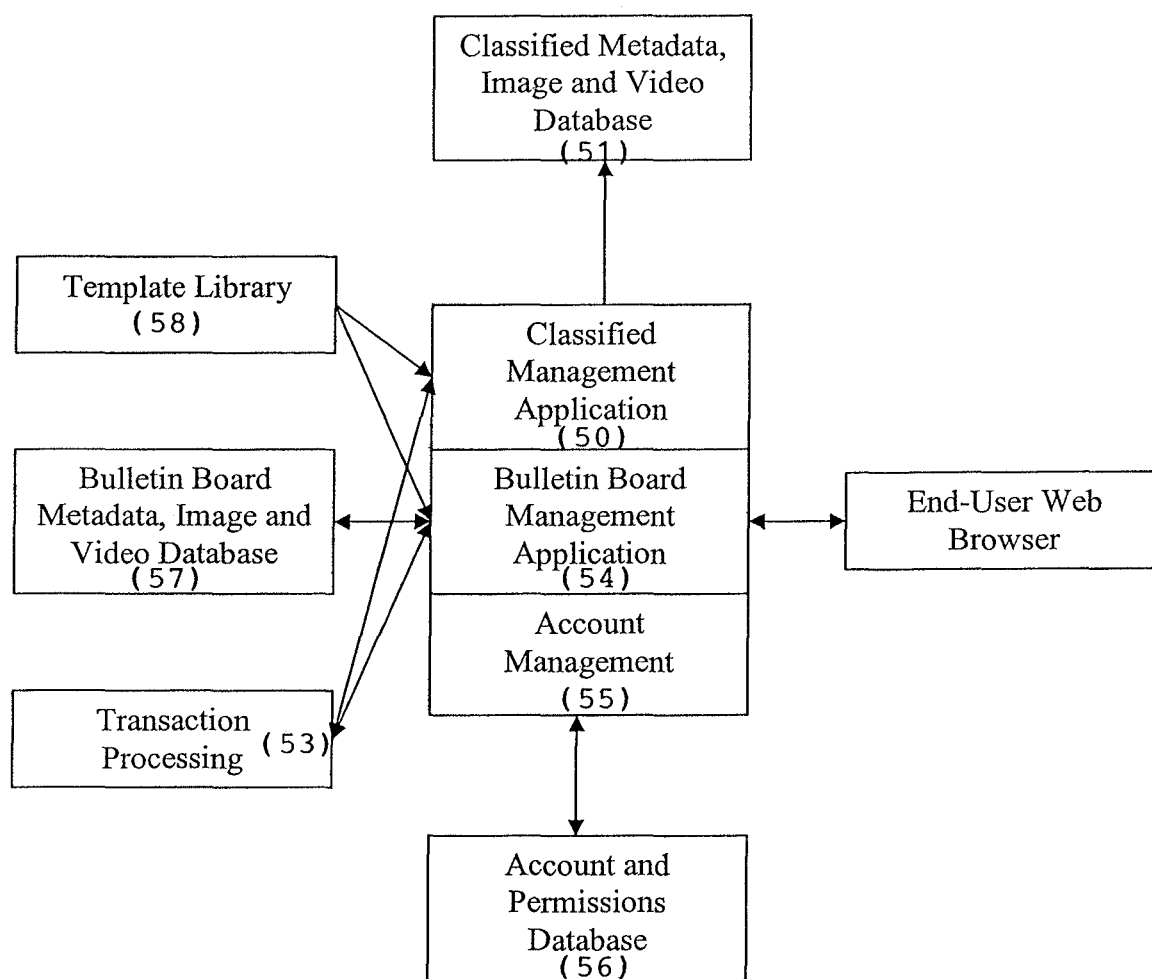 Classified Metadata,
Image and Video
Database
(51)
Template Library
(58)
Classified
Management
Application
(50)
Bulletin Board
Metadata, Image and
Video Database
(57)
Bulletin Board
Management
Application
(54)
End-User Web
Browser
Account
Management
(55)
Transaction
Processing
(53)
Account and
Permissions
Database
(56)